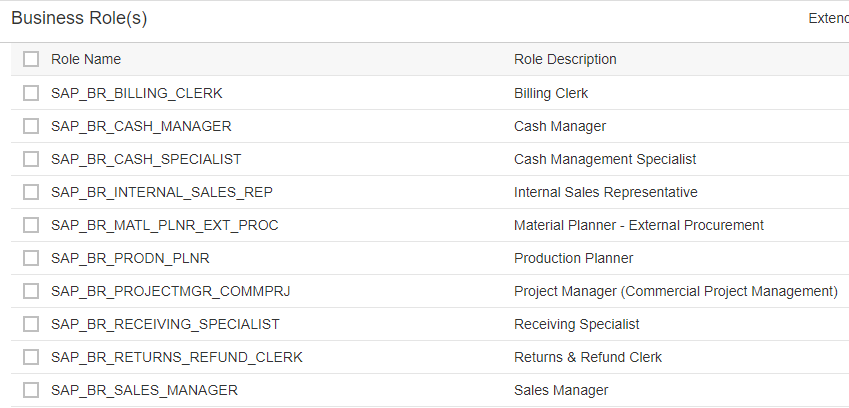 Business Role(s) Extend
Role Name Role Description
SAP_BR_BILLING_CLERK Billing Clerk
SAP_BR_CASH_MANAGER Cash Manager
SAP_BR_CASH_SPECIALIST Cash Management Specialist
SAP_BR_INTERNAL_SALES_REP Internal Sales Representative
SAP_BR_MATL_PLNR_EXT_PROC Material Planner - External Procurement
SAP_BR_PRODN_PLNR Production Planner
SAP_BR_PROJECTMGR_COMMPRJ Project Manager (Commercial Project Management)
SAP_BR_RECEIVING_SPECIALIST Receiving Specialist
SAP_BR_RETURNS_REFUND_CLERK Returns & Refund Clerk
SAP_BR_SALES_MANAGER Sales Manager